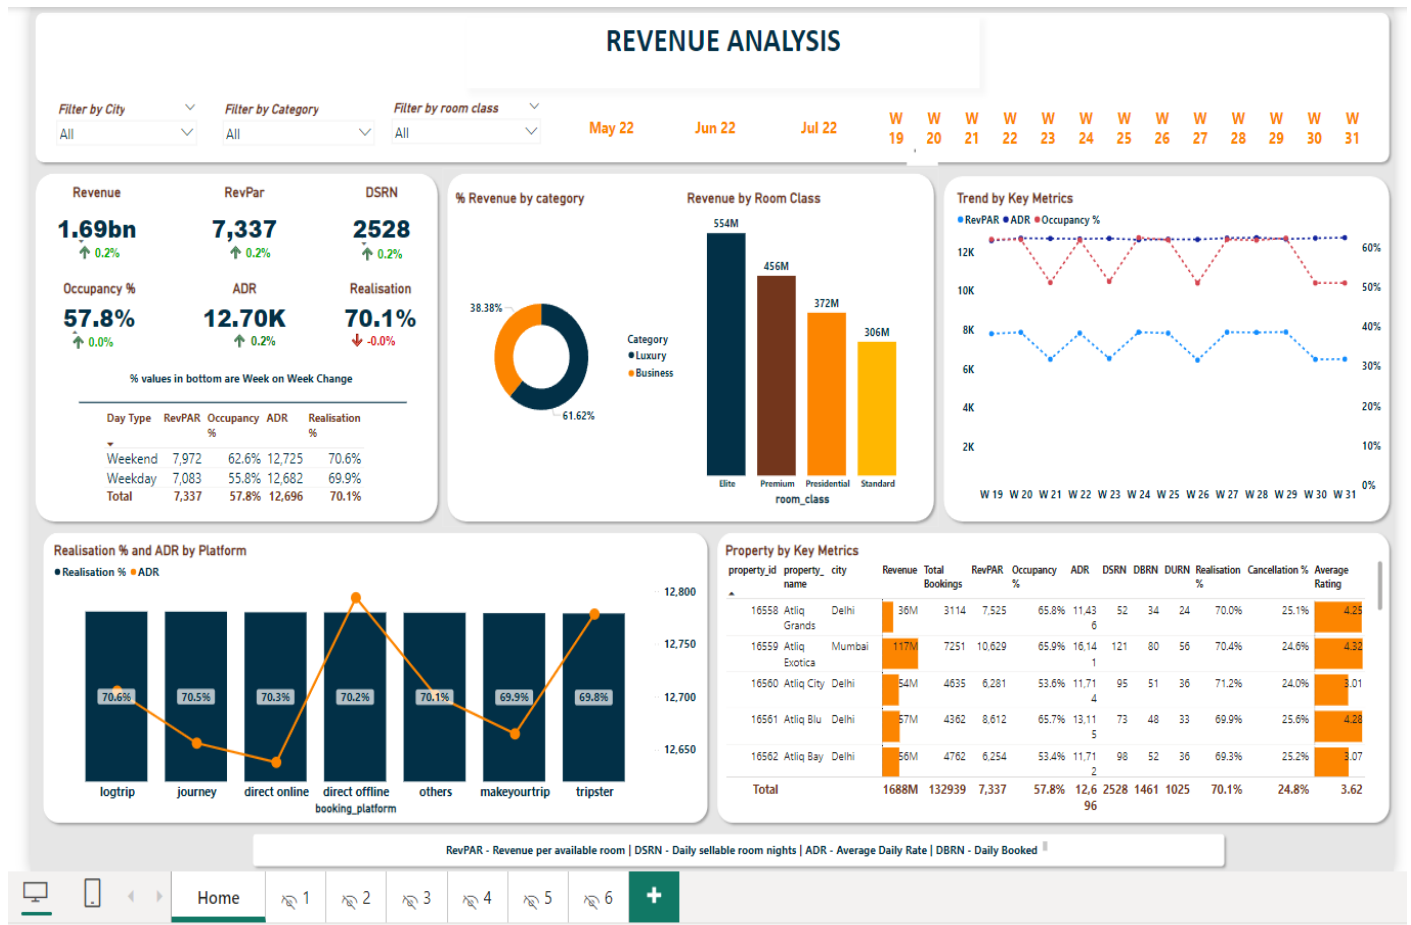 REVENUE ANALYSIS
Filter by City
All
Filter by Category
All
Filter by room class
All
May 22 Jun 22 Jul 22
W 19 W 20 W 21 W 22 W 23 W 24 W 25 W 26 W 27 W 28 W 29 W 30 W 31
Revenue RevPar DSRN
1.69bn 7,337 2528
0.2% 0.2% 0.2%
Occupancy % ADR Realisation
57.8% 12.70K 70.1%
0.0% 0.2% -0.0%
% values in bottom are Week on Week Change
Day Type RevPAR Occupancy % ADR Realisation %
Weekend 7,972 62.6% 12,725 70.6%
Weekday 7,083 55.8% 12,682 69.9%
Total 7,337 57.8% 12,696 70.1%
% Revenue by category
38.38%
61.62%
Category
Luxury
Business
Revenue by Room Class
554M
456M
372M
306M
Elite Premium Presidential Standard
room_class
Trend by Key Metrics
RevPAR ADR Occupancy %
12K
10K
8K
6K
4K
2K
60%
50%
40%
30%
20%
10%
0%
W 19 W 20 W 21 W 22 W 23 W 24 W 25 W 26 W 27 W 28 W 29 W 30 W 31
Realisation % and ADR by Platform
Realisation % ADR
12,800
12,750
12,700
12,650
70.6% 70.5% 70.3% 70.2% 70.1% 69.9% 69.8%
logtrip journey direct online direct offline others makeyourtrip tripster
booking_platform
Property by Key Metrics
property_id property_name city Revenue Total Bookings RevPAR Occupancy % ADR DSRN DBRN DURN Realisation % Cancellation % Average Rating
16558 Atliq Grands Delhi 36M 3114 7,525 65.8% 11,436 52 34 24 70.0% 25.1% 4.25
16559 Atliq Exotica Mumbai 117M 7251 10,629 65.9% 16,141 121 80 56 70.4% 24.6% 4.32
16560 Atliq City Delhi 54M 4635 6,281 53.6% 11,714 95 51 36 71.2% 24.0% 3.01
16561 Atliq Blu Delhi 57M 4362 8,612 65.7% 13,115 73 48 33 69.9% 25.6% 4.28
16562 Atliq Bay Delhi 56M 4762 6,254 53.4% 11,712 98 52 36 69.3% 25.2% 3.07
Total 1688M 132939 7,337 57.8% 12,696 2528 1461 1025 70.1% 24.8% 3.62
RevPAR - Revenue per available room | DSRN - Daily sellable room nights | ADR - Average Daily Rate | DBRN - Daily Booked
Home 1 2 3 4 5 6 +